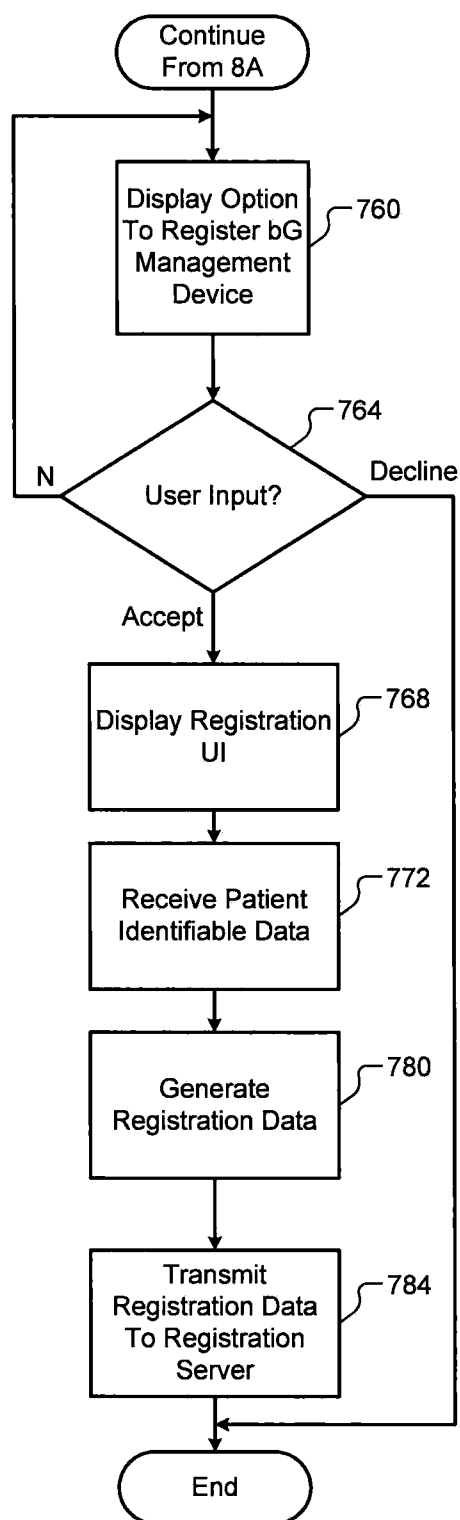 Continue
From 8A
Display Option
To Register bG
Management
Device
760
764
User Input?
N
Decline
Accept
Display Registration
UI
768
Receive Patient
Identifiable Data
772
Generate
Registration Data
780
Transmit
Registration Data
To Registration
Server
784
End